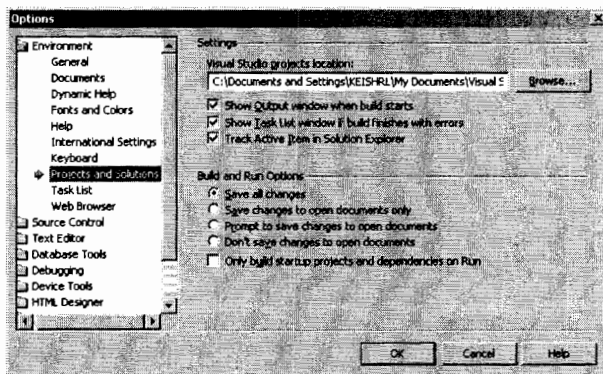 Options
Environment
General
Documents
Dynamic Help
Fonts and Colors
Help
International Settings
Keyboard
Projects and Solutions
Task List
Web Browser
Source Control
Text Editor
Database Tools
Debugging
Device Tools
HTML Designer
Settings
Visual Studio projects location:
C:\Documents and Settings\KEISHRL\My Documents\Visual S
Browse...
Show Output window when build starts
Show Task List window if build finishes with errors
Track Active Item in Solution Explorer
Build and Run Options
Save all changes
Save changes to open documents only
Prompt to save changes to open documents
Don't save changes to open documents
Only build startup projects and dependencies on Run
OK
Cancel
Help